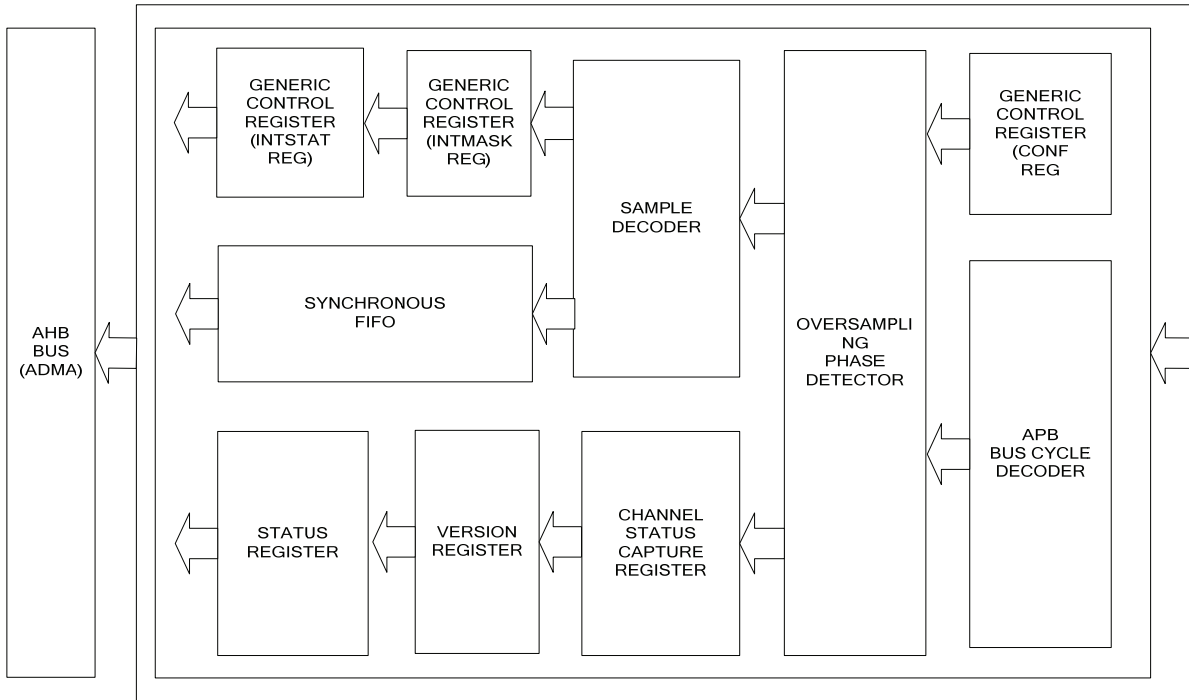 AHB
BUS
(ADMA)
GENERIC
CONTROL
REGISTER
(INTSTAT
REG)
GENERIC
CONTROL
REGISTER
(INTMASK
REG)
SAMPLE
DECODER
OVERSAMPLI
NG
PHASE
DETECTOR
GENERIC
CONTROL
REGISTER
(CONF
REG
SYNCHRONOUS
FIFO
APB
BUS CYCLE
DECODER
STATUS
REGISTER
VERSION
REGISTER
CHANNEL
STATUS
CAPTURE
REGISTER